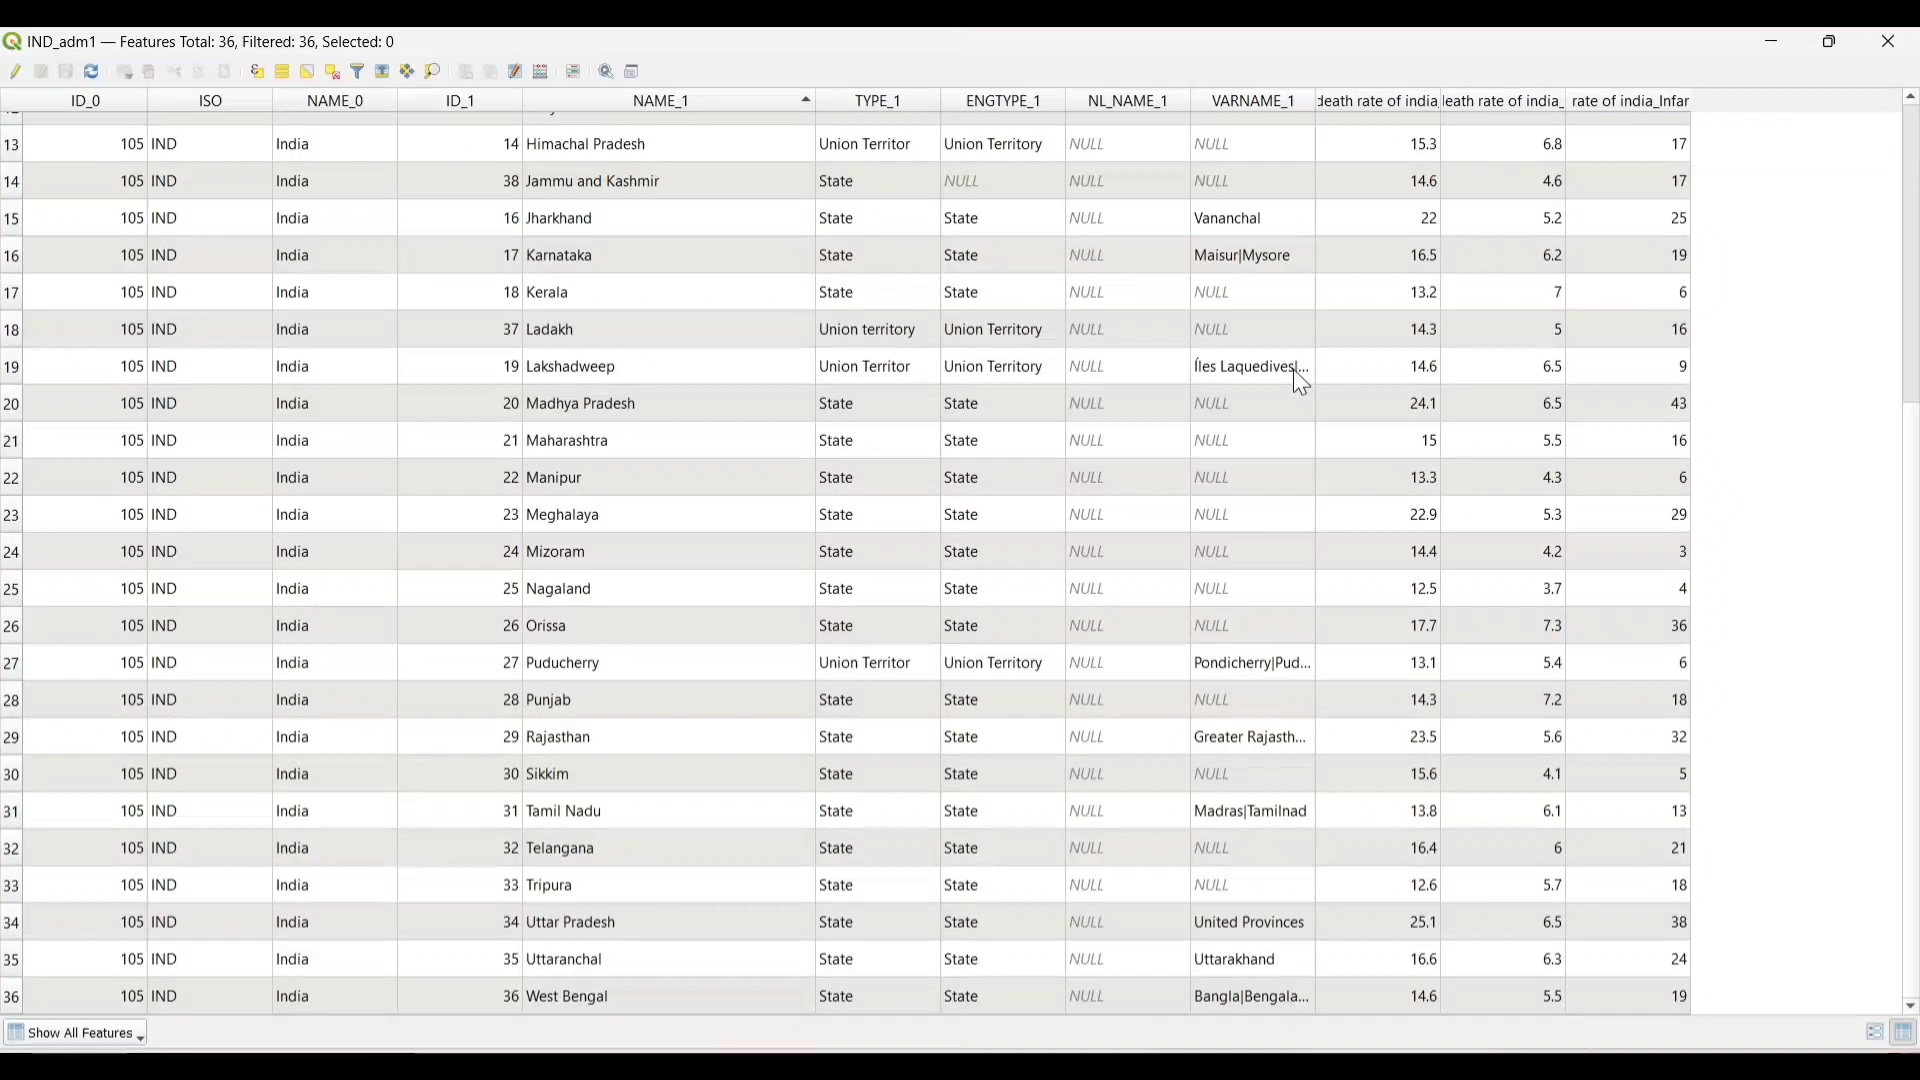 IND_adm1 — Features Total: 36, Filtered: 36, Selected: 0
ID_0 ISO NAME_0 ID_1 NAME_1 TYPE_1 ENGTYPE_1 NL_NAME_1 VARNAME_1 death rate of india_ leath rate of india_ rate of india_Infar
13 105 IND India 14 Himachal Pradesh Union Territor Union Territory NULL NULL 15.3 6.8 17
14 105 IND India 38 Jammu and Kashmir State NULL NULL NULL 14.6 4.6 17
15 105 IND India 16 Jharkhand State State NULL Vananchal 22 5.2 25
16 105 IND India 17 Karnataka State State NULL Maisur|Mysore 16.5 6.2 19
17 105 IND India 18 Kerala State State NULL NULL 13.2 7 6
18 105 IND India 37 Ladakh Union territory Union Territory NULL NULL 14.3 5 16
19 105 IND India 19 Lakshadweep Union Territor Union Territory NULL Íles Laquedives|... 14.6 6.5 9
20 105 IND India 20 Madhya Pradesh State State NULL NULL 24.1 6.5 43
21 105 IND India 21 Maharashtra State State NULL NULL 15 5.5 16
22 105 IND India 22 Manipur State State NULL NULL 13.3 4.3 6
23 105 IND India 23 Meghalaya State State NULL NULL 22.9 5.3 29
24 105 IND India 24 Mizoram State State NULL NULL 14.4 4.2 3
25 105 IND India 25 Nagaland State State NULL NULL 12.5 3.7 4
26 105 IND India 26 Orissa State State NULL NULL 17.7 7.3 36
27 105 IND India 27 Puducherry Union Territor Union Territory NULL Pondicherry|Pud... 13.1 5.4 6
28 105 IND India 28 Punjab State State NULL NULL 14.3 7.2 18
29 105 IND India 29 Rajasthan State State NULL Greater Rajasth... 23.5 5.6 32
30 105 IND India 30 Sikkim State State NULL NULL 15.6 4.1 5
31 105 IND India 31 Tamil Nadu State State NULL Madras|Tamilnad 13.8 6.1 13
32 105 IND India 32 Telangana State State NULL NULL 16.4 6 21
33 105 IND India 33 Tripura State State NULL NULL 12.6 5.7 18
34 105 IND India 34 Uttar Pradesh State State NULL United Provinces 25.1 6.5 38
35 105 IND India 35 Uttaranchal State State NULL Uttarakhand 16.6 6.3 24
36 105 IND India 36 West Bengal State State NULL Bangla|Bengala... 14.6 5.5 19
Show All Features